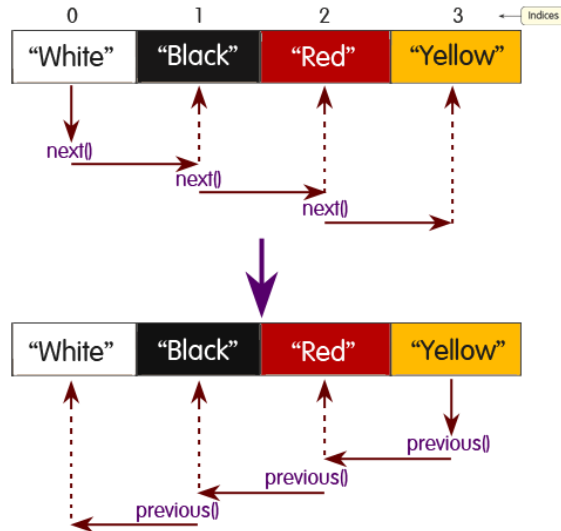 0 1 2 3 Indices
“White” “Black” “Red” “Yellow”
next()
next()
next()
“White” “Black” “Red” “Yellow”
previous()
previous()
previous()